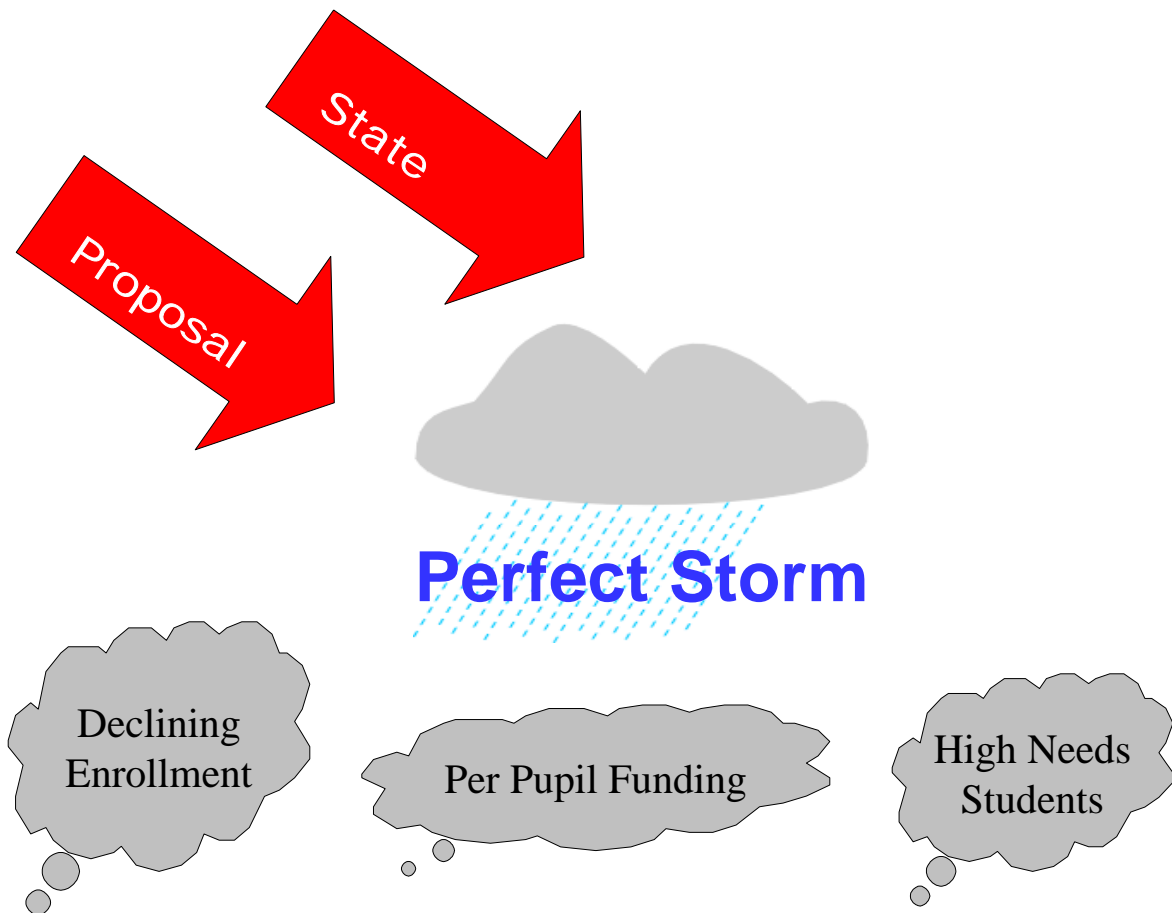 State
Proposal
Perfect Storm
Declining
Enrollment
Per Pupil Funding
High Needs
Students